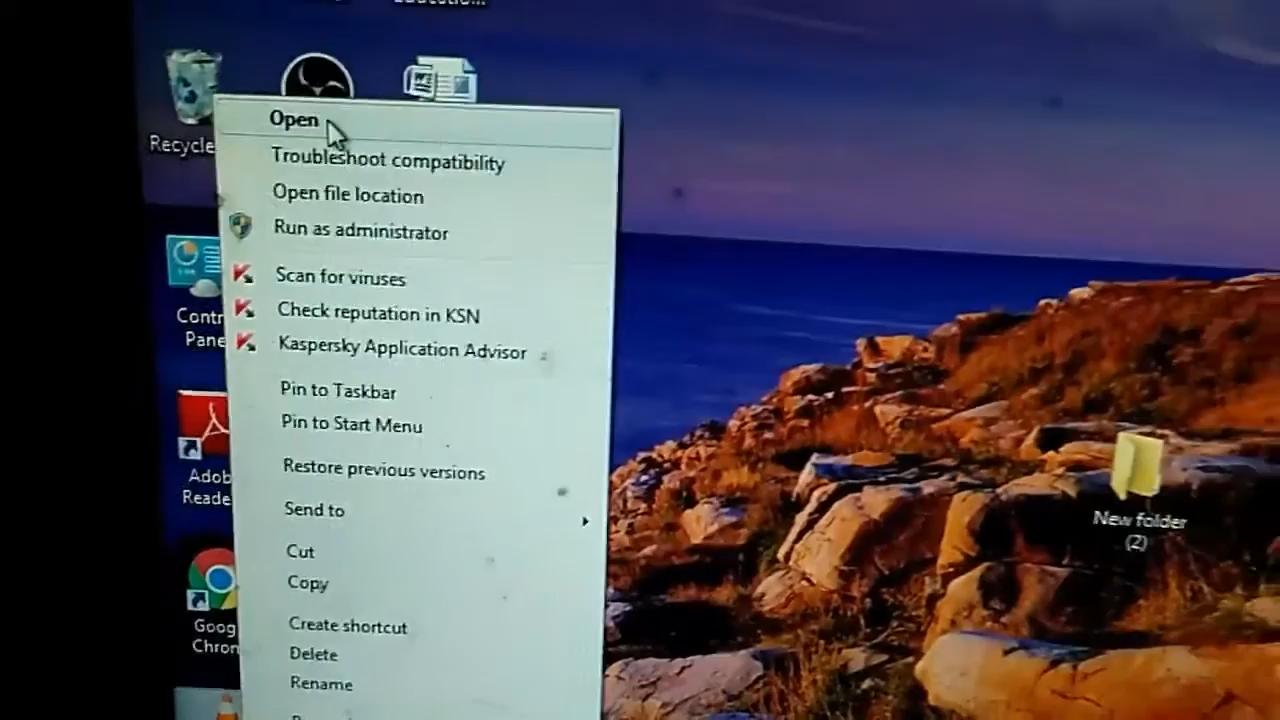 Recycle
Open
Troubleshoot compatibility
Open file location
Run as administrator
Scan for viruses
Check reputation in KSN
Kaspersky Application Advisor
Pin to Taskbar
Pin to Start Menu
Restore previous versions
Send to
Cut
Copy
Create shortcut
Delete
Rename
Contr
Pane
Adob
Reade
Goog
Chron
New folder
(2)